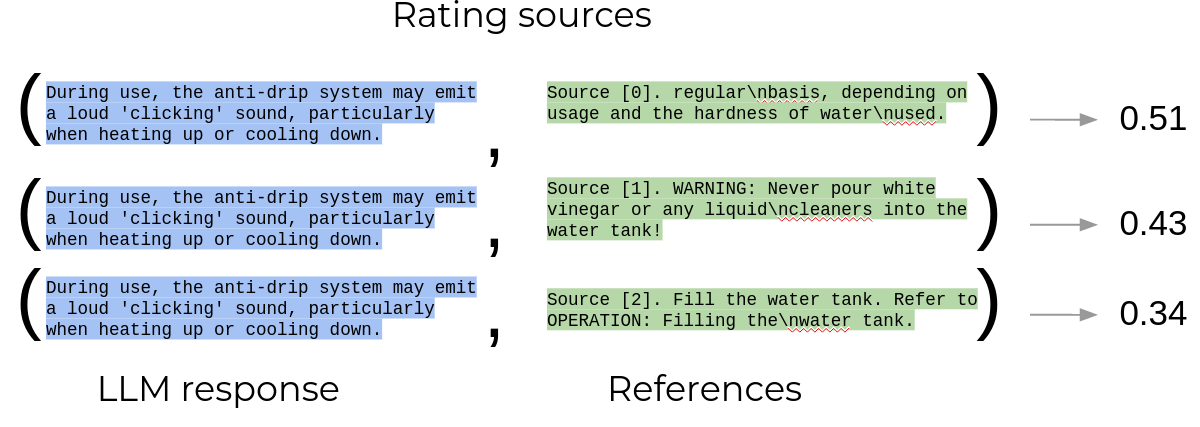 Rating sources
(During use, the anti-drip system may emit
a loud 'clicking' sound, particularly
when heating up or cooling down.
,
Source [0]. regular\nbasis, depending on
usage and the hardness of water\nused.)
0.51
(During use, the anti-drip system may emit
a loud 'clicking' sound, particularly
when heating up or cooling down.
,
Source [1]. WARNING: Never pour white
vinegar or any liquid\ncleaners into the
water tank!)
0.43
(During use, the anti-drip system may emit
a loud 'clicking' sound, particularly
when heating up or cooling down.
,
Source [2]. Fill the water tank. Refer to
OPERATION: Filling the\nwater tank.)
0.34
LLM response
References